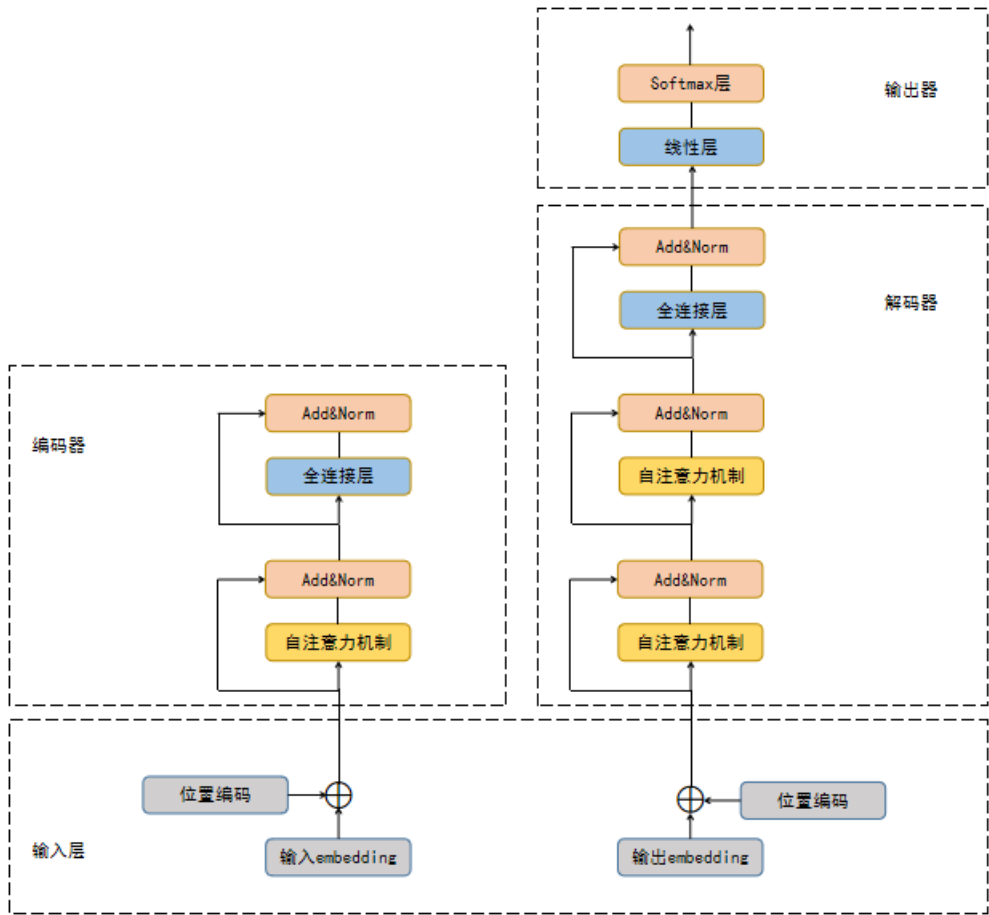 Softmax层
输出器
线性层
Add&Norm
解码器
全连接层
Add&Norm
Add&Norm
编码器
全连接层
自注意力机制
Add&Norm
Add&Norm
自注意力机制
自注意力机制
位置编码
位置编码
输入层
输入embedding
输出embedding